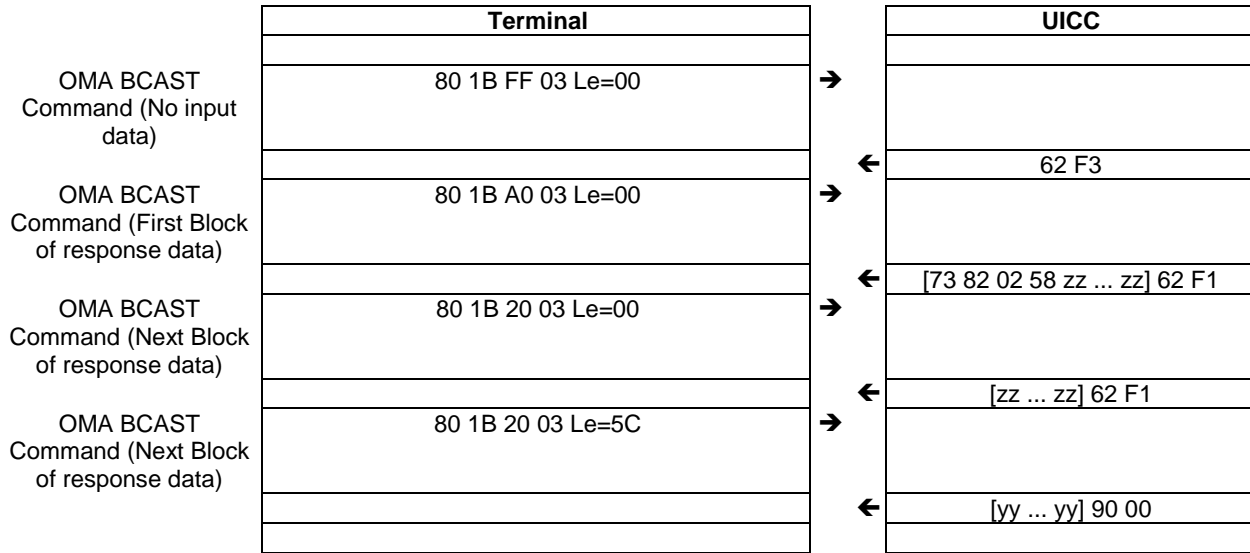 Terminal UICC
OMA BCAST
Command (No input
data)
80 1B FF 03 Le=00 ➔
🡸 62 F3
OMA BCAST
Command (First Block
of response data)
80 1B A0 03 Le=00 ➔
🡸 [73 82 02 58 zz ... zz] 62 F1
OMA BCAST
Command (Next Block
of response data)
80 1B 20 03 Le=00 ➔
🡸 [zz ... zz] 62 F1
OMA BCAST
Command (Next Block
of response data)
80 1B 20 03 Le=5C ➔
🡸 [yy ... yy] 90 00